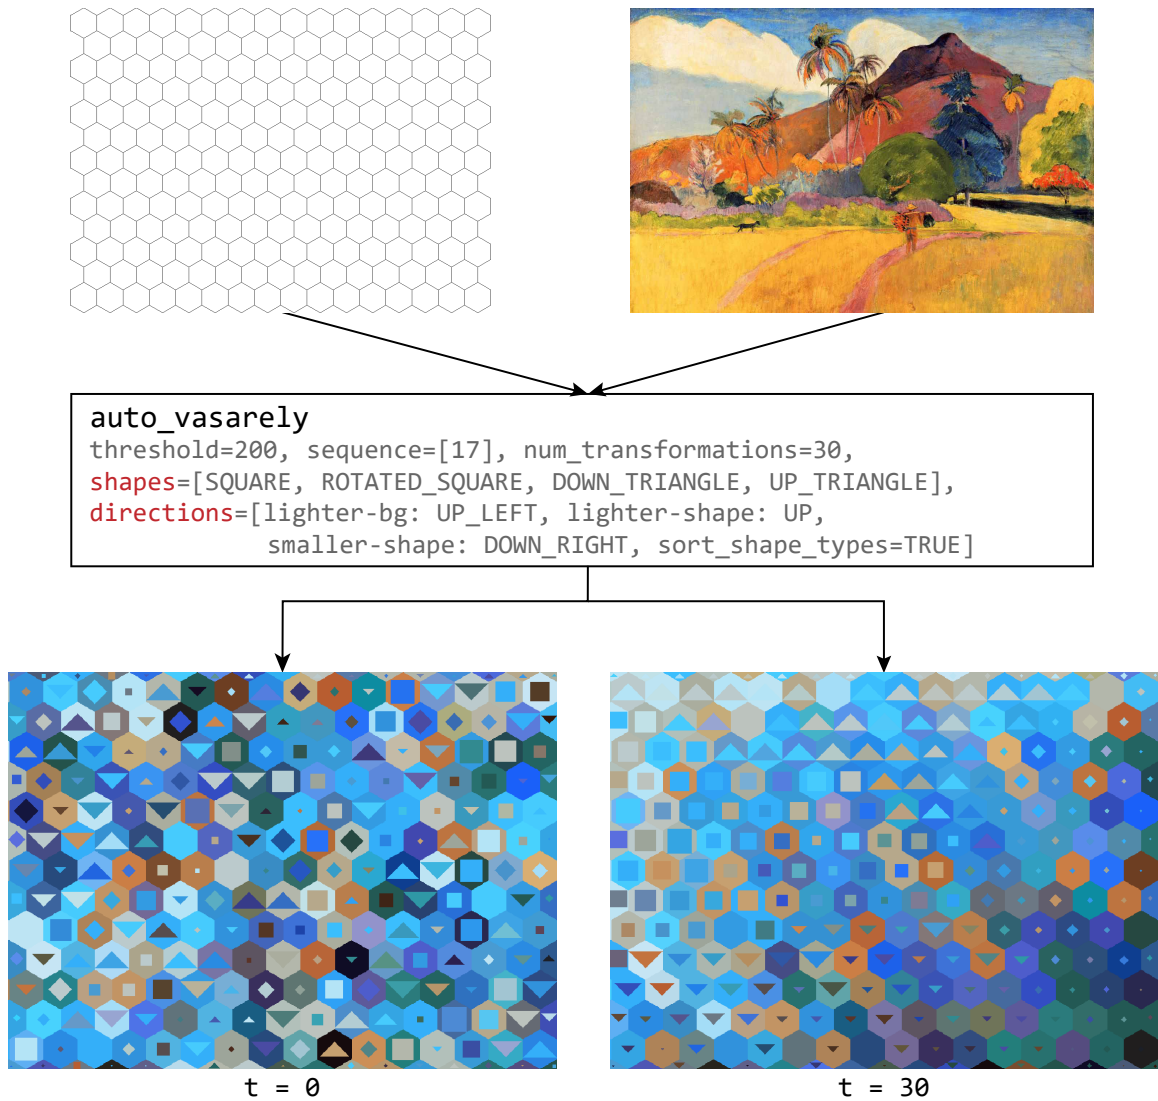 auto_vasarely
threshold=200, sequence=[17], num_transformations=30,
shapes=[SQUARE, ROTATED_SQUARE, DOWN_TRIANGLE, UP_TRIANGLE],
directions=[lighter-bg: UP_LEFT, lighter-shape: UP,
smaller-shape: DOWN_RIGHT, sort_shape_types=TRUE]
t = 0
t = 30